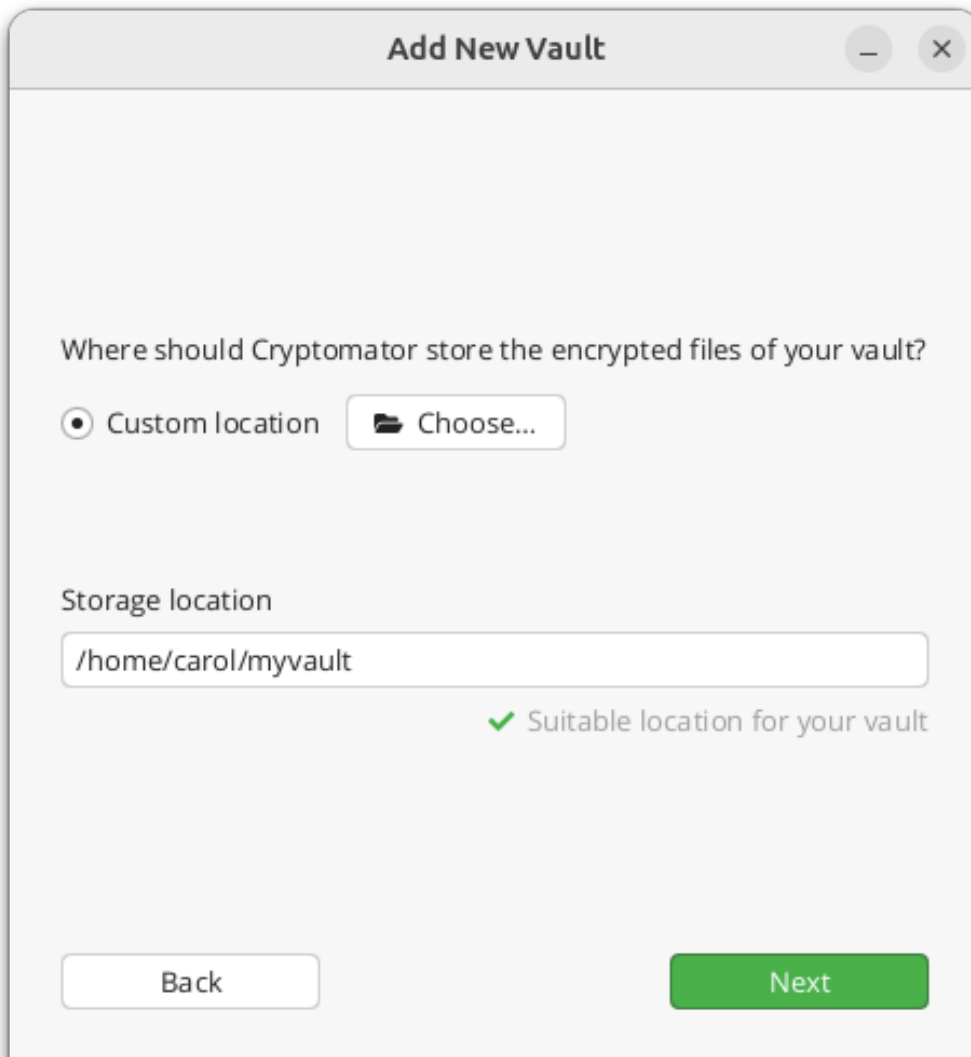 Add New Vault
Where should Cryptomator store the encrypted files of your vault?
Custom location Choose...
Storage location
/home/carol/myvault
Suitable location for your vault
Back Next